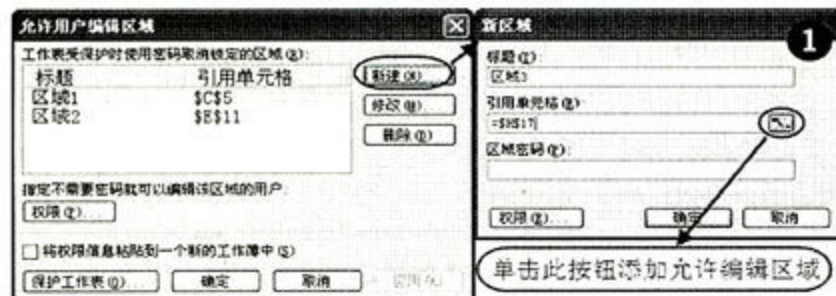 允许用户编辑区域
工作表受保护时使用密码取消锁定的区域(R):
标题 引用单元格
区域1 $C$5
区域2 $E$11
新建(N)...
修改(M)...
删除(D)
指定不需要密码就可以编辑该区域的用户:
权限(P)...
将权限信息粘贴到一个新的工作薄中(S)
保护工作表(O)...
确定
取消
新区域
1
标题(T):
区域3
引用单元格(R):
=$H$17
区域密码(P):
权限(E)...
确定
取消
单击此按钮添加允许编辑区域